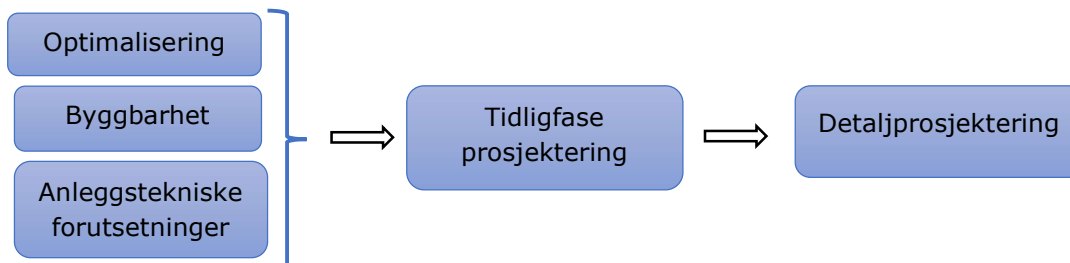 Optimalisering
Byggbarhet
Anleggstekniske
forutsetninger
Tidligfase
prosjektering
Detaljprosjektering